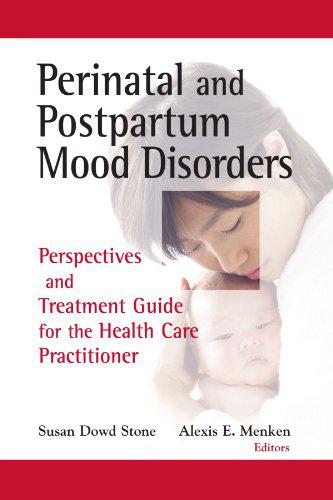 Perinatal and
Postpartum
Mood Disorders
Perspectives
and
Treatment Guide
for the Health Care
Practitioner
Susan Dowd Stone Alexis E. Menken
Editors